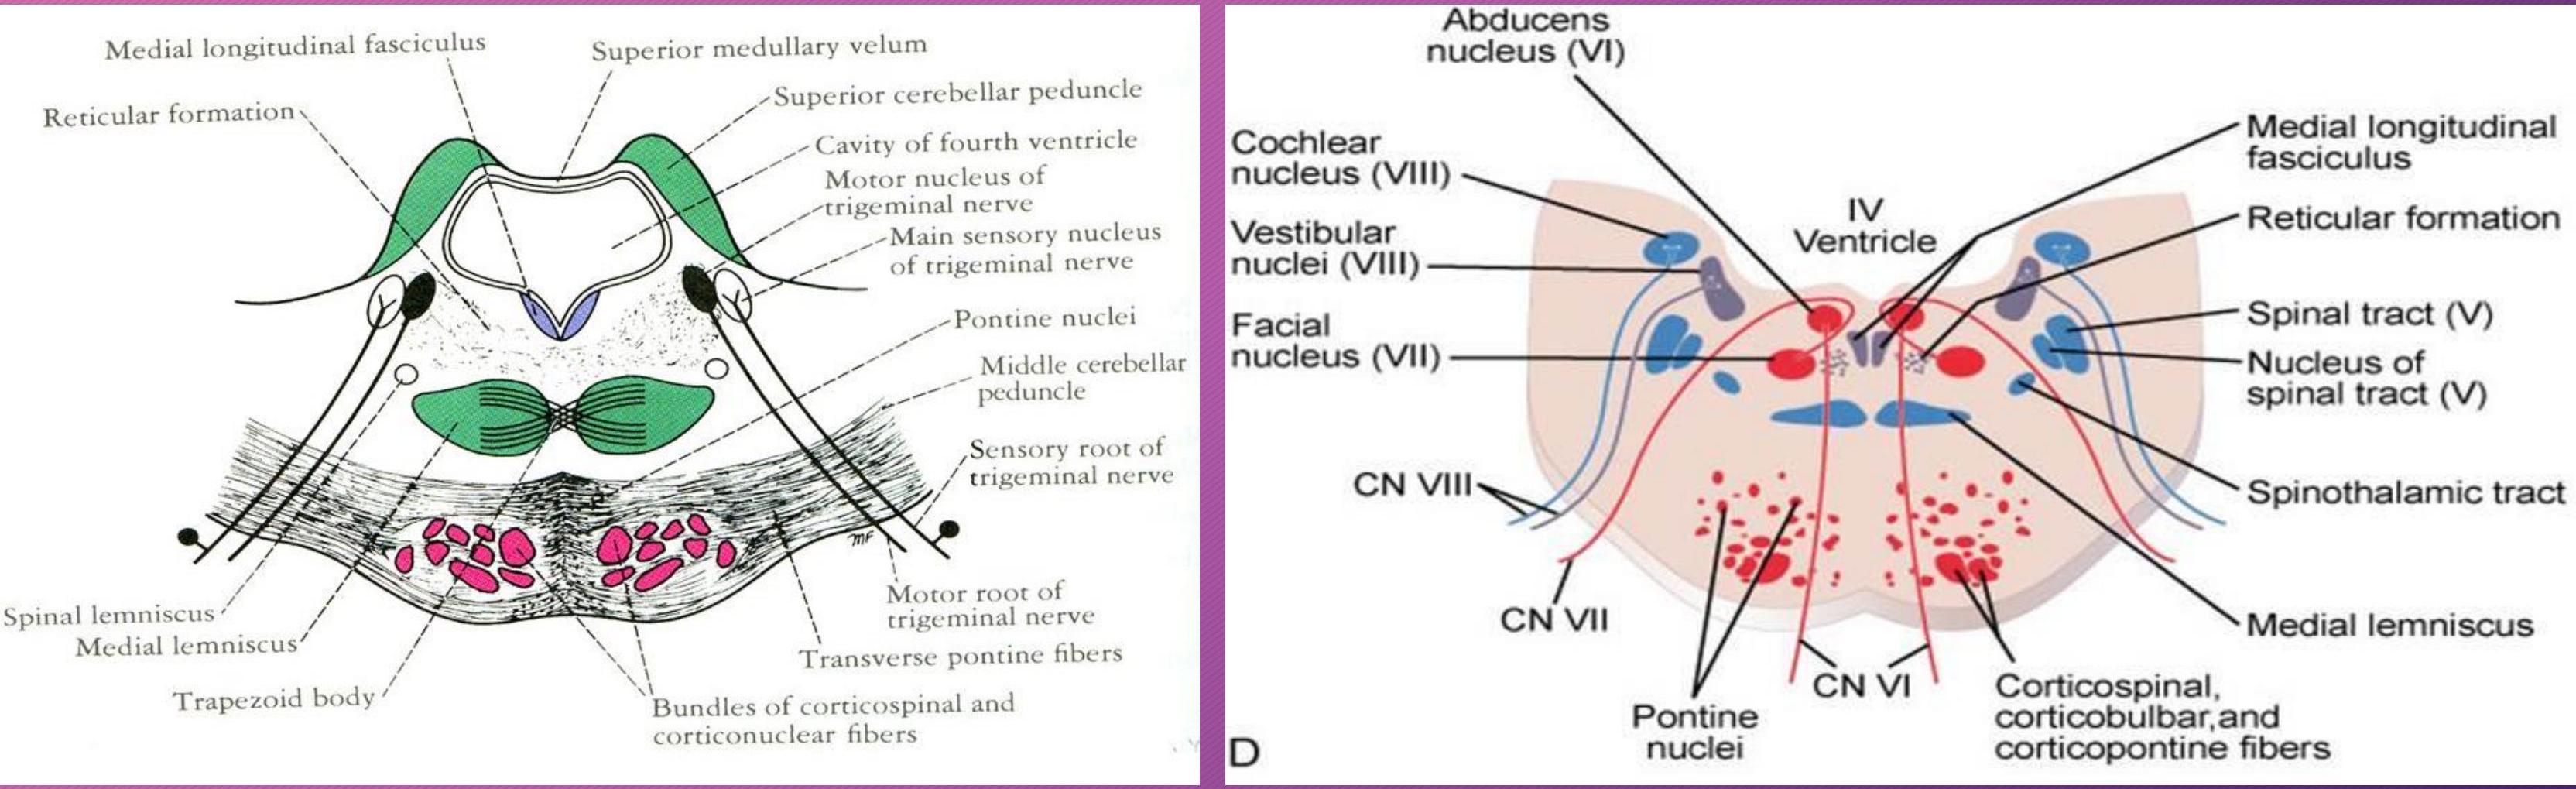 Medial longitudinal fasciculus
Reticular formation
Superior medullary velum
Superior cerebellar peduncle
Cavity of fourth ventricle
Motor nucleus of
trigeminal nerve
Main sensory nucleus
of trigeminal nerve
Pontine nuclei
Middle cerebellar
peduncle
Sensory root of
trigeminal nerve
MF
Motor root of
trigeminal nerve
Transverse pontine fibers
Bundles of corticospinal and
corticonuclear fibers
Spinal lemniscus
Medial lemniscus
Trapezoid body
Abducens
nucleus (VI)
Cochlear
nucleus (VIII)
Vestibular
nuclei (VIII)
Facial
nucleus (VII)
IV
Ventricle
Medial longitudinal
fasciculus
Reticular formation
Spinal tract (V)
Nucleus of
spinal tract (V)
Spinothalamic tract
Medial lemniscus
CN VIII
CN VII
CN VI
Pontine
nuclei
Corticospinal,
corticobulbar,and
corticopontine fibers
D